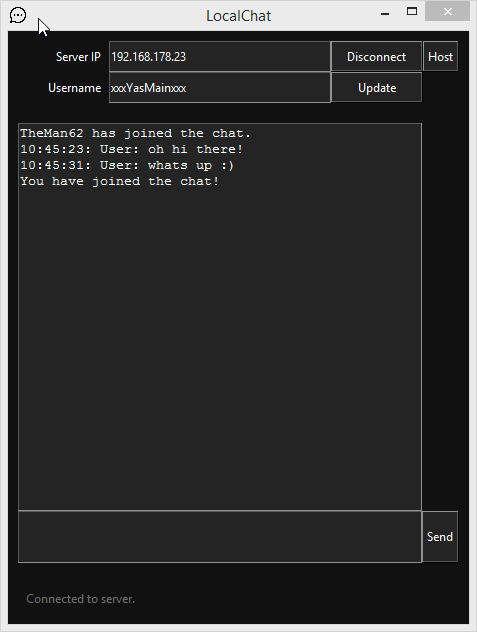 LocalChat
Server IP 192.168.178.23 Disconnect Host
Username xxxYasMainxxx Update
TheMan62 has joined the chat.
10:45:23: User: oh hi there!
10:45:31: User: whats up :)
You have joined the chat!
Send
Connected to server.